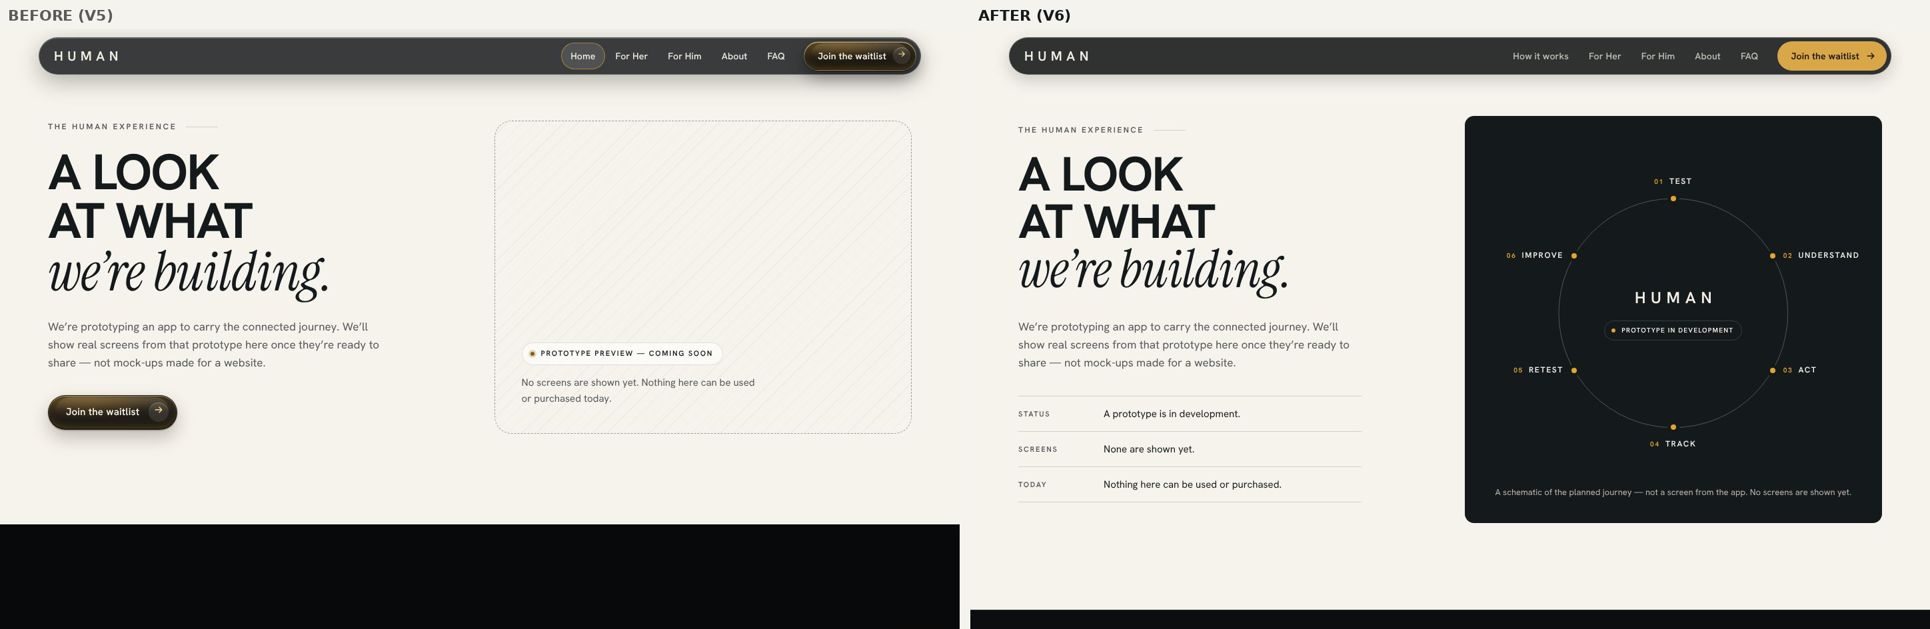 BEFORE (V5)
HUMAN
Home For Her For Him About FAQ Join the waitlist →
THE HUMAN EXPERIENCE
A LOOK
AT WHAT
we’re building.
We’re prototyping an app to carry the connected journey. We’ll
show real screens from that prototype here once they’re ready to
share — not mock-ups made for a website.
Join the waitlist →
PROTOTYPE PREVIEW — COMING SOON
No screens are shown yet. Nothing here can be used
or purchased today.
AFTER (V6)
HUMAN
How it works For Her For Him About FAQ Join the waitlist →
THE HUMAN EXPERIENCE
A LOOK
AT WHAT
we’re building.
We’re prototyping an app to carry the connected journey. We’ll
show real screens from that prototype here once they’re ready to
share — not mock-ups made for a website.
STATUS A prototype is in development.
SCREENS None are shown yet.
TODAY Nothing here can be used or purchased.
01 TEST
02 UNDERSTAND
03 ACT
04 TRACK
05 RETEST
06 IMPROVE
HUMAN
PROTOTYPE IN DEVELOPMENT
A schematic of the planned journey — not a screen from the app. No screens are shown yet.